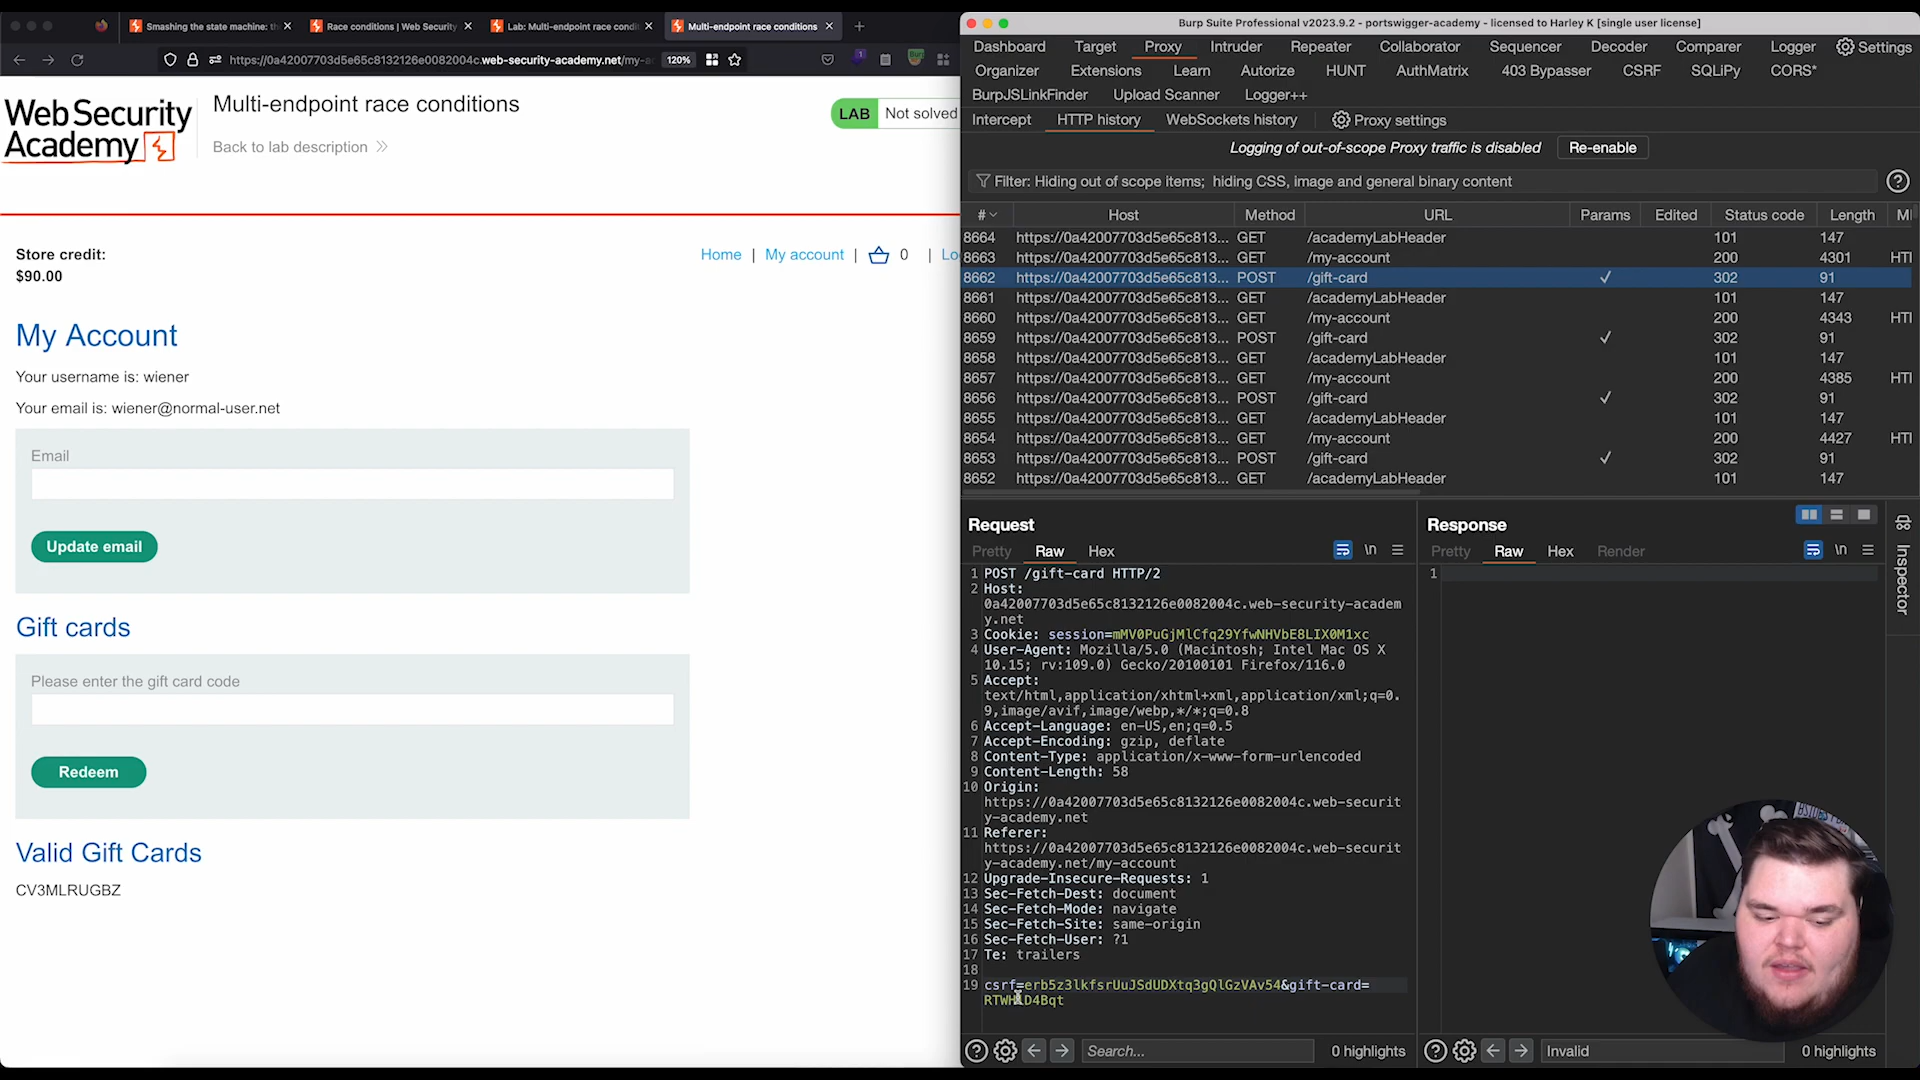 Smashing the state machine: th
Race conditions | Web Security
Lab: Multi-endpoint race condi
Multi-endpoint race conditions
https://0a42007703d5e65c8132126e0082004c.web-security-academy.net/my-a
120%
Web Security
Academy
Multi-endpoint race conditions
Back to lab description
LAB
Not solved
Store credit:
$90.00
Home | My account | 0 | Lo
My Account
Your username is: wiener
Your email is: wiener@normal-user.net
Email
Update email
Gift cards
Please enter the gift card code
Redeem
Valid Gift Cards
CV3MLRUGBZ
Burp Suite Professional v2023.9.2 - portswigger-academy - licensed to Harley K [single user license]
Dashboard Target Proxy Intruder Repeater Collaborator Sequencer Decoder Comparer Logger Settings
Organizer Extensions Learn Autorize HUNT AuthMatrix 403 Bypasser CSRF SQLiPy CORS*
BurpJSLinkFinder Upload Scanner Logger++
Intercept HTTP history WebSockets history Proxy settings
Logging of out-of-scope Proxy traffic is disabled Re-enable
Filter: Hiding out of scope items; hiding CSS, image and general binary content
# Host Method URL Params Edited Status code Length MI
8664 https://0a42007703d5e65c813... GET /academyLabHeader 101 147
8663 https://0a42007703d5e65c813... GET /my-account 200 4301 HTI
8662 https://0a42007703d5e65c813... POST /gift-card ✓ 302 91
8661 https://0a42007703d5e65c813... GET /academyLabHeader 101 147
8660 https://0a42007703d5e65c813... GET /my-account 200 4343 HTI
8659 https://0a42007703d5e65c813... POST /gift-card ✓ 302 91
8658 https://0a42007703d5e65c813... GET /academyLabHeader 101 147
8657 https://0a42007703d5e65c813... GET /my-account 200 4385 HTI
8656 https://0a42007703d5e65c813... POST /gift-card ✓ 302 91
8655 https://0a42007703d5e65c813... GET /academyLabHeader 101 147
8654 https://0a42007703d5e65c813... GET /my-account 200 4427 HTI
8653 https://0a42007703d5e65c813... POST /gift-card ✓ 302 91
8652 https://0a42007703d5e65c813... GET /academyLabHeader 101 147
Request
Pretty Raw Hex \n
1 POST /gift-card HTTP/2
2 Host:
0a42007703d5e65c8132126e0082004c.web-security-academ
y.net
3 Cookie: session=mMV0PuGjMlCfq29YfwNHVbE8LIX0M1xc
4 User-Agent: Mozilla/5.0 (Macintosh; Intel Mac OS X
10.15; rv:109.0) Gecko/20100101 Firefox/116.0
5 Accept:
text/html,application/xhtml+xml,application/xml;q=0.
9,image/avif,image/webp,*/*;q=0.8
6 Accept-Language: en-US,en;q=0.5
7 Accept-Encoding: gzip, deflate
8 Content-Type: application/x-www-form-urlencoded
9 Content-Length: 58
10 Origin:
https://0a42007703d5e65c8132126e0082004c.web-securit
y-academy.net
11 Referer:
https://0a42007703d5e65c8132126e0082004c.web-securit
y-academy.net/my-account
12 Upgrade-Insecure-Requests: 1
13 Sec-Fetch-Dest: document
14 Sec-Fetch-Mode: navigate
15 Sec-Fetch-Site: same-origin
16 Sec-Fetch-User: ?1
17 Te: trailers
18
19 csrf=erb5z3lkfsrUuJSdUDXtq3gQlGzVAv54&gift-card=
Search... 0 highlights
Response
Pretty Raw Hex Render \n
1
Inspector
Invalid 0 highlights